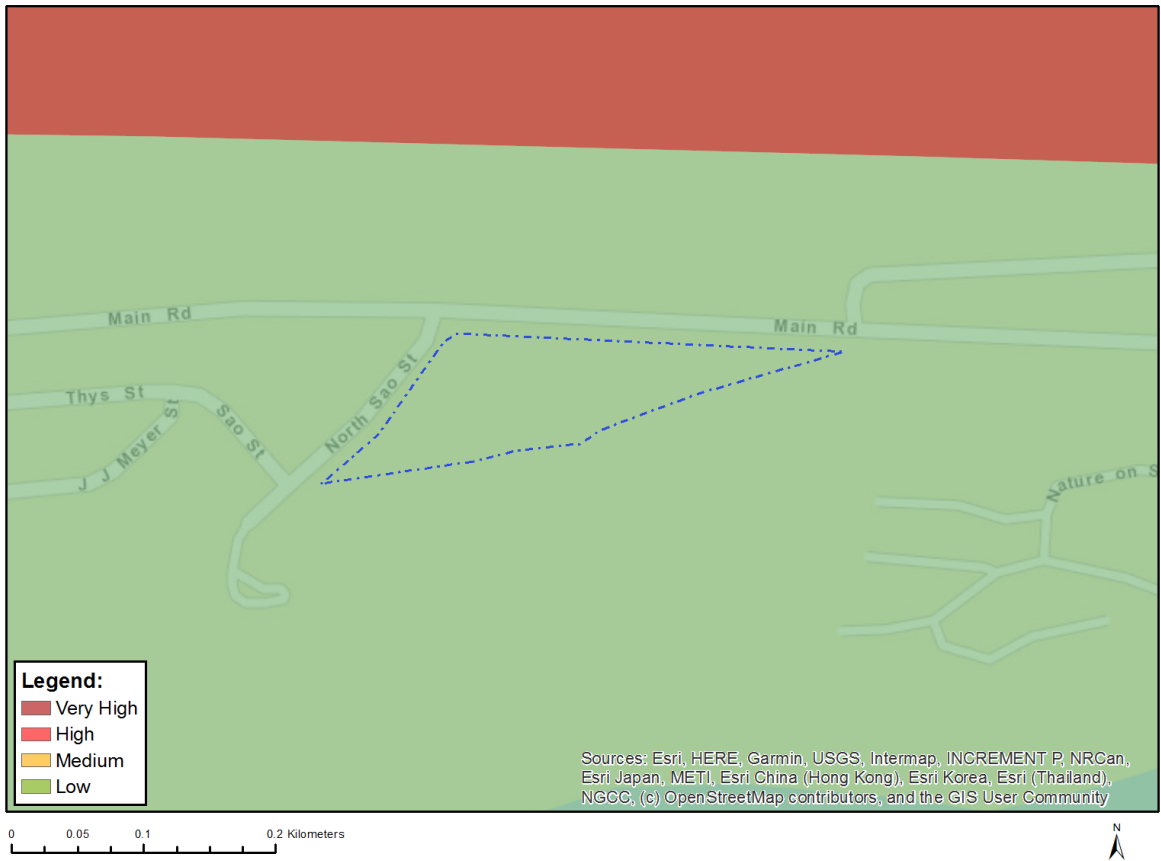 Main Rd
Main Rd
North Sao St
Thys St
Sao St
J J Meyer St
Nature on S
Legend:
Very High
High
Medium
Low
Sources: Esri, HERE, Garmin, USGS, Intermap, INCREMENT P, NRCan,
Esri Japan, METI, Esri China (Hong Kong), Esri Korea, Esri (Thailand),
NGCC, (c) OpenStreetMap contributors, and the GIS User Community
0 0.05 0.1 0.2 Kilometers
N